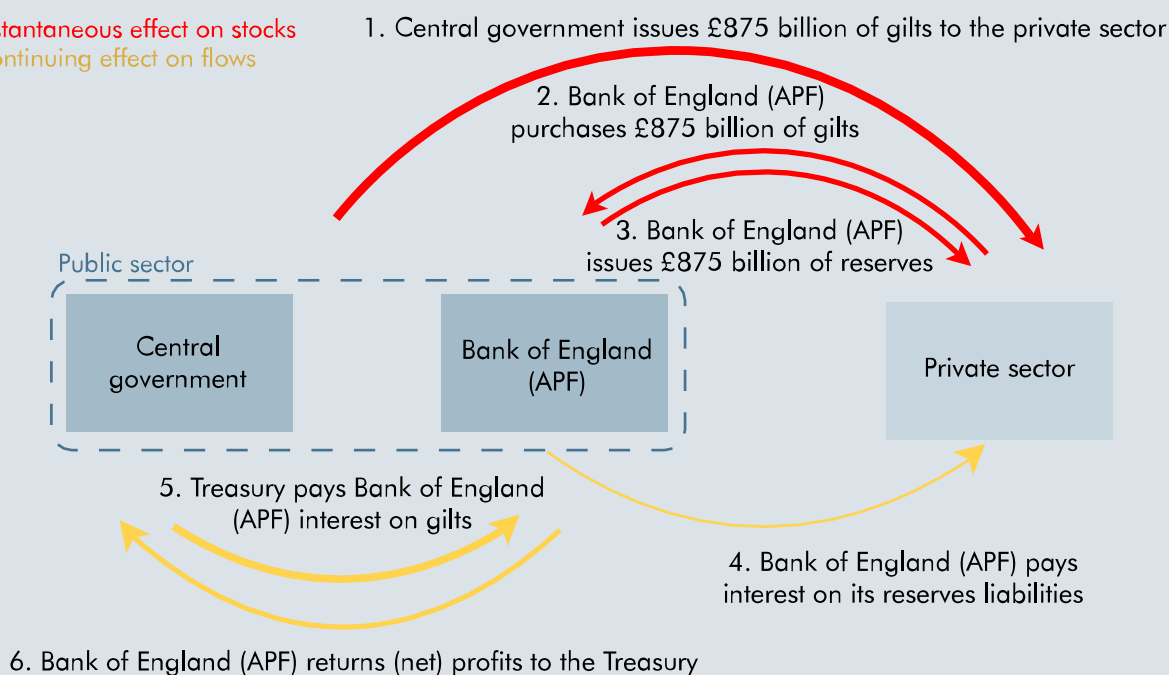 stantaneous effect on stocks
ontinuing effect on flows
1. Central government issues £875 billion of gilts to the private sector
2. Bank of England (APF)
purchases £875 billion of gilts
3. Bank of England (APF)
issues £875 billion of reserves
Public sector
Central
government
Bank of England
(APF)
Private sector
5. Treasury pays Bank of England
(APF) interest on gilts
4. Bank of England (APF) pays
interest on its reserves liabilities
6. Bank of England (APF) returns (net) profits to the Treasury